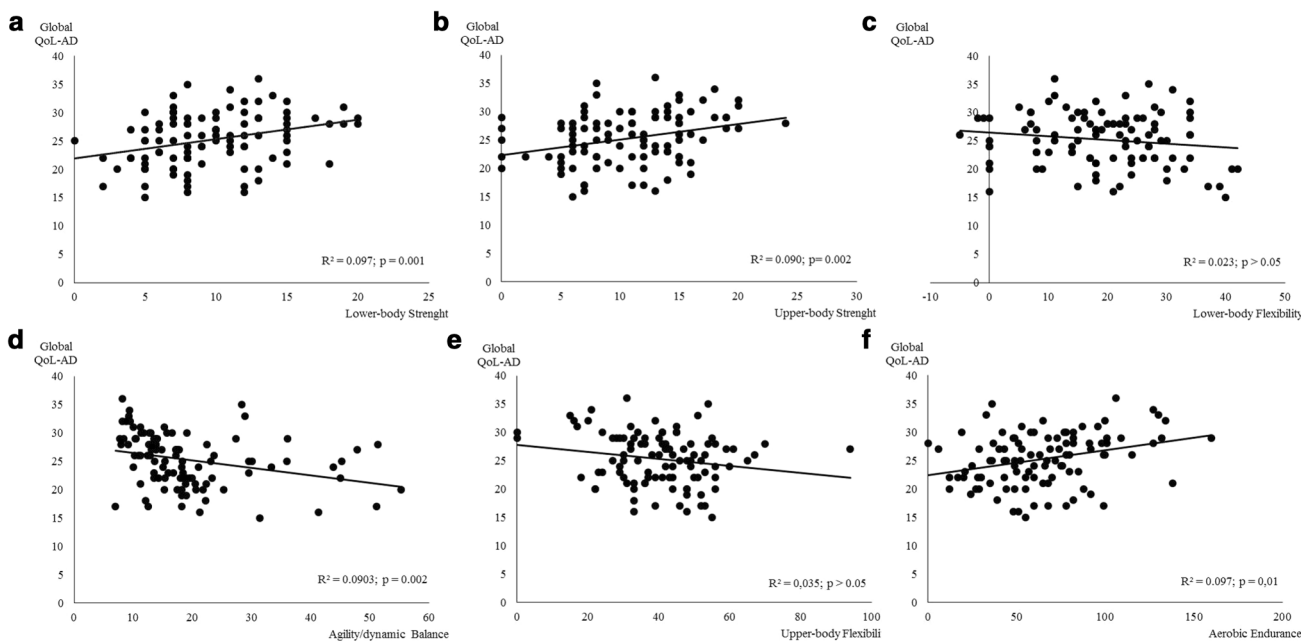 a
Global
QoL-AD
40
35
30
25
20
15
10
5
0
R² = 0.097; p = 0.001
0 5 10 15 20 25
Lower-body Strenght
b
Global
QoL-AD
40
35
30
25
20
15
10
5
0
R² = 0.090; p= 0.002
0 5 10 15 20 25 30
Upper-body Strenght
c
Global
QoL-AD
40
35
30
25
20
15
10
5
0
R² = 0.023; p > 0.05
-10 0 10 20 30 40 50
Lower-body Flexibility
d
Global
QoL-AD
40
35
30
25
20
15
10
5
0
R² = 0.0903; p = 0.002
0 10 20 30 40 50 60
Agility/dynamic Balance
e
Global
QoL-AD
40
35
30
25
20
15
10
5
0
R² = 0,035; p > 0.05
0 20 40 60 80 100
Upper-body Flexibili
f
Global
QoL-AD
40
35
30
25
20
15
10
5
0
R² = 0.097; p = 0,01
0 50 100 150 200
Aerobic Endurance